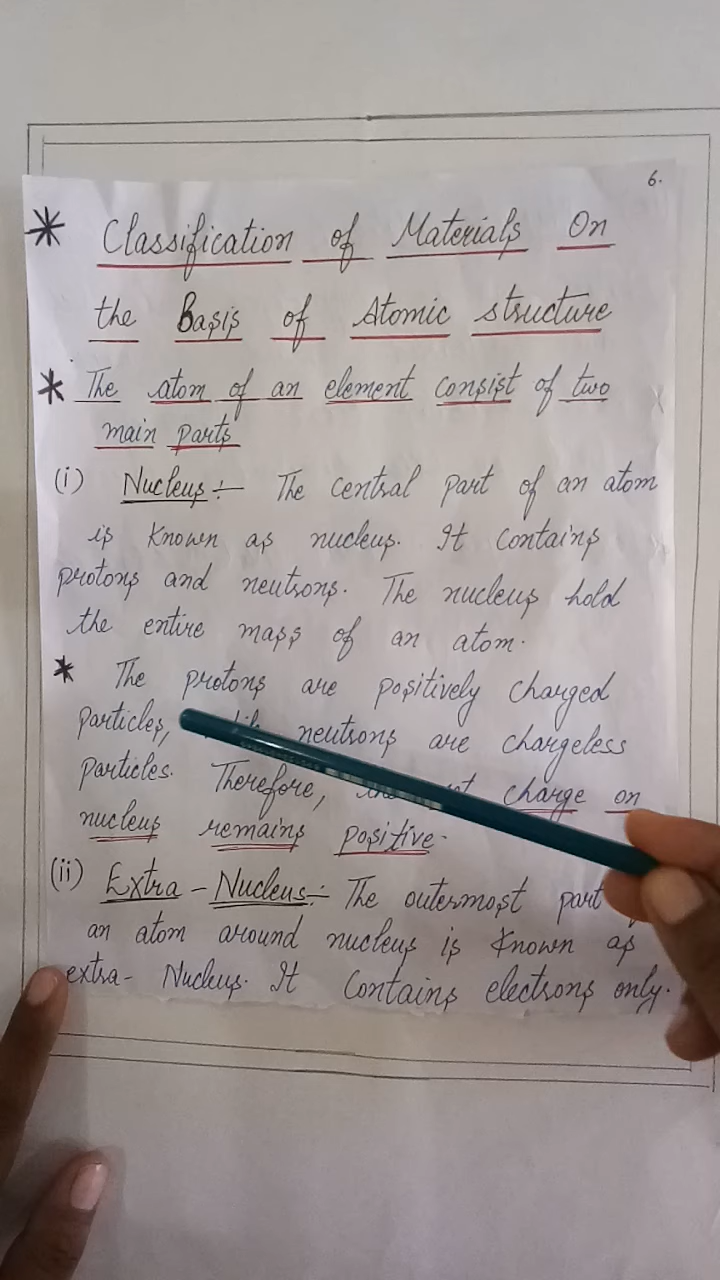 6.
* Classification of Materials On
the Basis of Atomic structure
* The atom of an element consist of two
main parts
(i) Nucleus :- The central part of an atom
is known as nucleus. It contains
protons and neutrons. The nucleus hold
the entire mass of an atom.
* The protons are positively charged
particles, neutrons are chargeless
particles. Therefore, charge on
nucleus remains positive.
(ii) Extra - Nucleus :- The outermost part
an atom around nucleus is known as
extra- Nucleus. It contains electrons only.